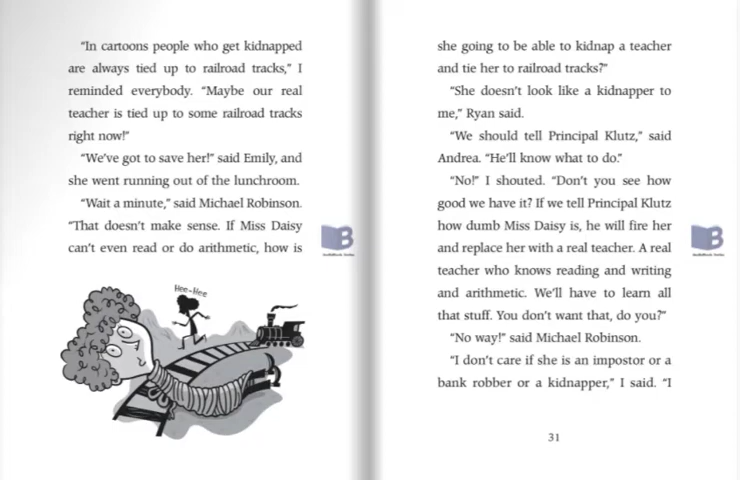 “In cartoons people who get kidnapped
are always tied up to railroad tracks,” I
reminded everybody. “Maybe our real
teacher is tied up to some railroad tracks
right now!”
“We’ve got to save her!” said Emily, and
she went running out of the lunchroom.
“Wait a minute,” said Michael Robinson.
“That doesn’t make sense. If Miss Daisy
can’t even read or do arithmetic, how is
Hee-Hee
she going to be able to kidnap a teacher
and tie her to railroad tracks?”
“She doesn’t look like a kidnapper to
me,” Ryan said.
“We should tell Principal Klutz,” said
Andrea. “He’ll know what to do.”
“No!” I shouted. “Don’t you see how
good we have it? If we tell Principal Klutz
how dumb Miss Daisy is, he will fire her
and replace her with a real teacher. A real
teacher who knows reading and writing
and arithmetic. We’ll have to learn all
that stuff. You don’t want that, do you?”
“No way!” said Michael Robinson.
“I don’t care if she is an impostor or a
bank robber or a kidnapper,” I said. “I
31
B
B